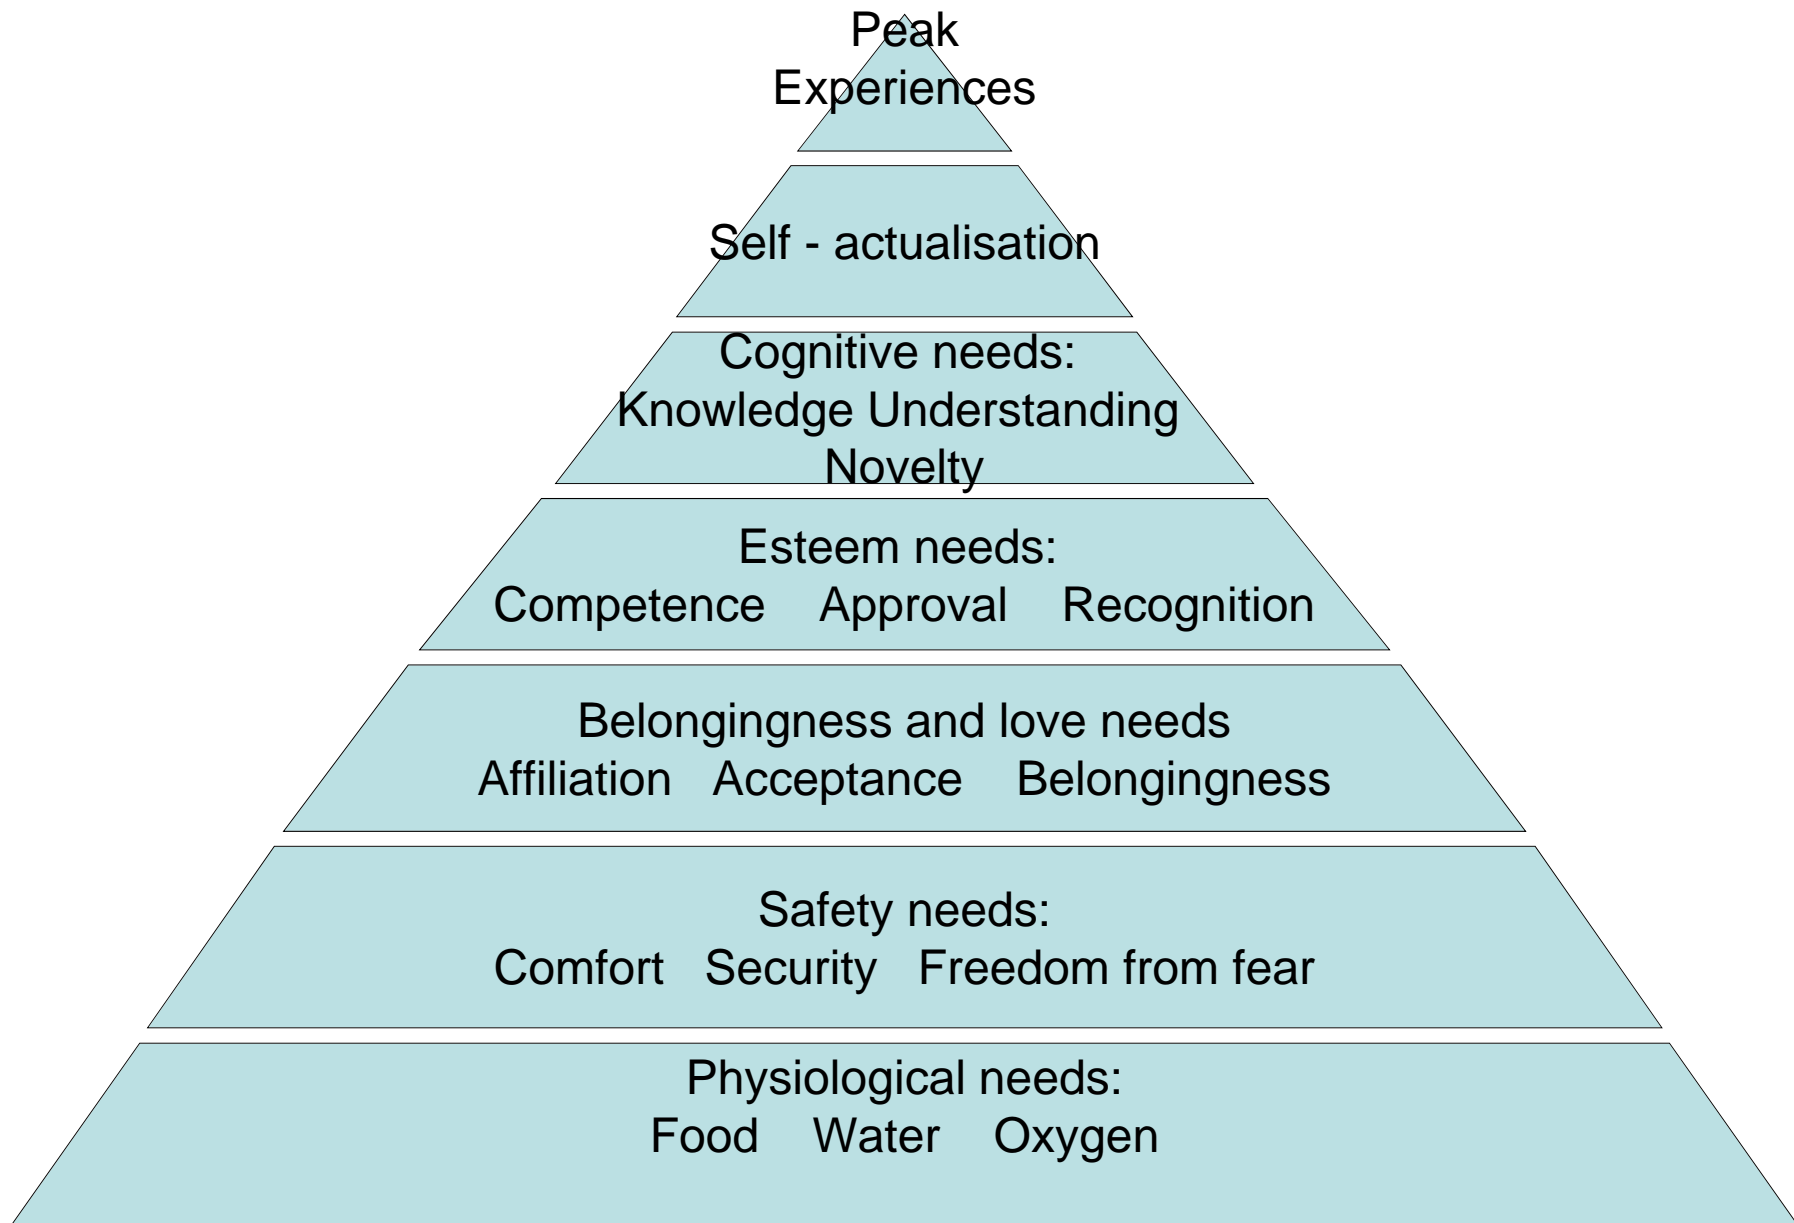 Peak
Experiences
Self - actualisation
Cognitive needs:
Knowledge Understanding
Novelty
Esteem needs:
Competence Approval Recognition
Belongingness and love needs
Affiliation Acceptance Belongingness
Safety needs:
Comfort Security Freedom from fear
Physiological needs:
Food Water Oxygen